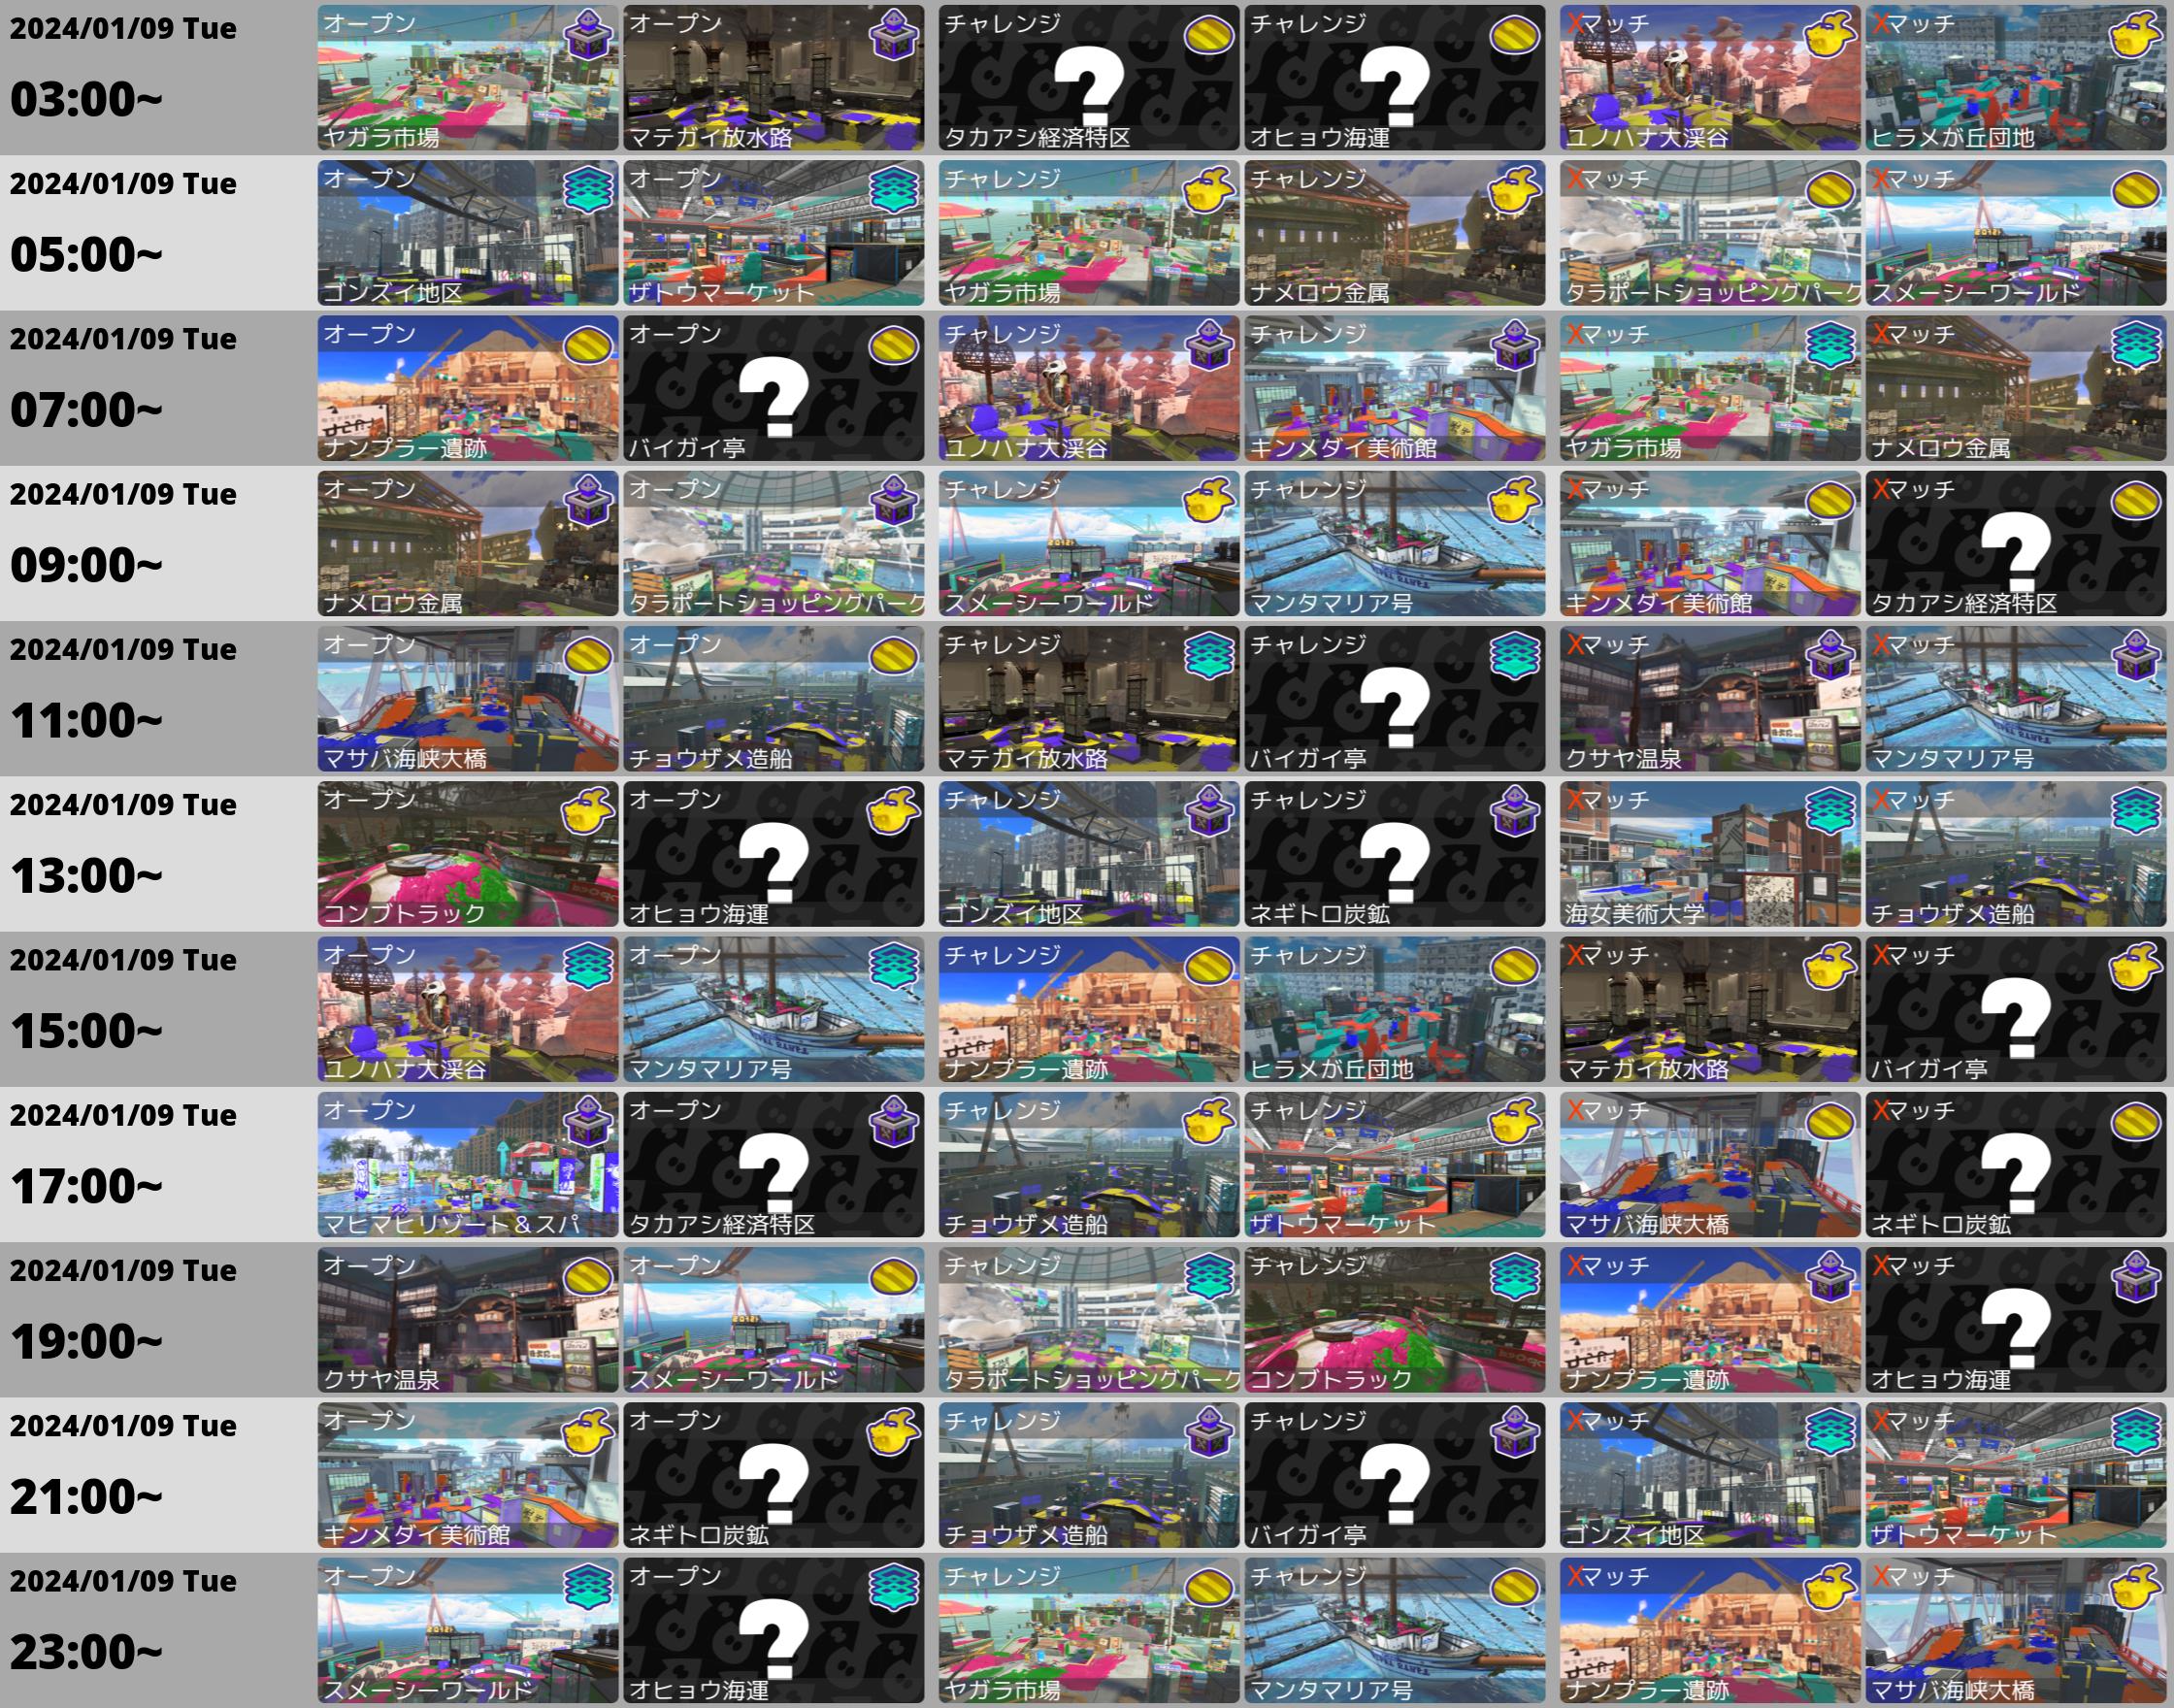 2024/01/09 Tue
03:00~
オープン オープン チャレンジ チャレンジ Xマッチ Xマッチ
ヤガラ市場 マテガイ放水路 タカアシ経済特区 オヒョウ海運 ユノハナ大渓谷 ヒラメが丘団地
2024/01/09 Tue
05:00~
オープン オープン チャレンジ チャレンジ Xマッチ Xマッチ
ゴンズイ地区 ザトウマーケット ヤガラ市場 ナメロウ金属 タラポートショッピングパーク スメーシーワールド
2024/01/09 Tue
07:00~
オープン オープン チャレンジ チャレンジ Xマッチ Xマッチ
ナンプラー遺跡 バイガイ亭 ユノハナ大渓谷 キンメダイ美術館 ヤガラ市場 ナメロウ金属
2024/01/09 Tue
09:00~
オープン オープン チャレンジ チャレンジ Xマッチ Xマッチ
ナメロウ金属 タラポートショッピングパーク スメーシーワールド マンタマリア号 キンメダイ美術館 タカアシ経済特区
2024/01/09 Tue
11:00~
オープン オープン チャレンジ チャレンジ Xマッチ Xマッチ
マサバ海峡大橋 チョウザメ造船 マテガイ放水路 バイガイ亭 クサヤ温泉 マンタマリア号
2024/01/09 Tue
13:00~
オープン オープン チャレンジ チャレンジ Xマッチ Xマッチ
コンブトラック オヒョウ海運 ゴンズイ地区 ネギトロ炭鉱 海女美術大学 チョウザメ造船
2024/01/09 Tue
15:00~
オープン オープン チャレンジ チャレンジ Xマッチ Xマッチ
ユノハナ大渓谷 マンタマリア号 ナンプラー遺跡 ヒラメが丘団地 マテガイ放水路 バイガイ亭
2024/01/09 Tue
17:00~
オープン オープン チャレンジ チャレンジ Xマッチ Xマッチ
マヒマヒリゾート＆スパ タカアシ経済特区 チョウザメ造船 ザトウマーケット マサバ海峡大橋 ネギトロ炭鉱
2024/01/09 Tue
19:00~
オープン オープン チャレンジ チャレンジ Xマッチ Xマッチ
クサヤ温泉 スメーシーワールド タラポートショッピングパーク コンブトラック ナンプラー遺跡 オヒョウ海運
2024/01/09 Tue
21:00~
オープン オープン チャレンジ チャレンジ Xマッチ Xマッチ
キンメダイ美術館 ネギトロ炭鉱 チョウザメ造船 バイガイ亭 ゴンズイ地区 ザトウマーケット
2024/01/09 Tue
23:00~
オープン オープン チャレンジ チャレンジ Xマッチ Xマッチ
スメーシーワールド オヒョウ海運 ヤガラ市場 マンタマリア号 ナンプラー遺跡 マサバ海峡大橋